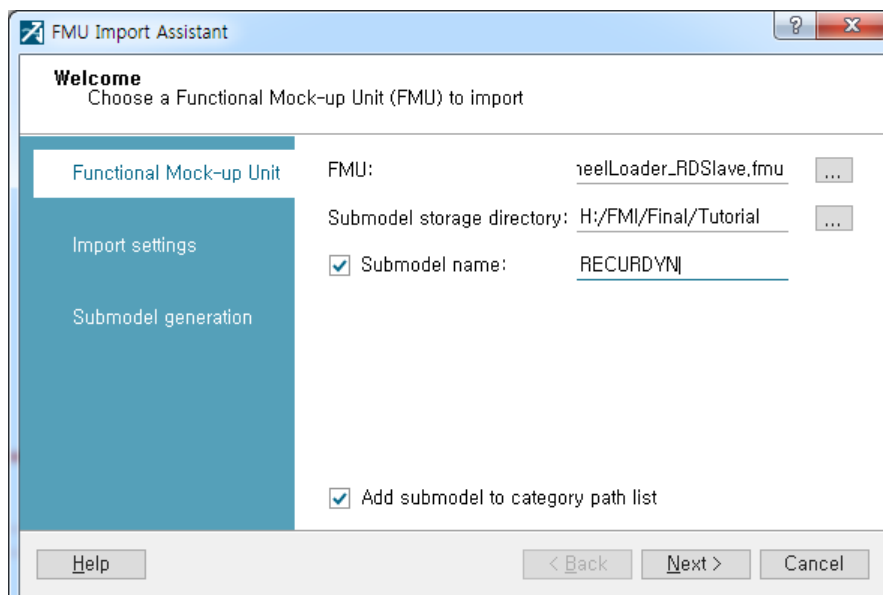 FMU Import Assistant
?
Welcome
Choose a Functional Mock-up Unit (FMU) to import
Functional Mock-up Unit
Import settings
Submodel generation
FMU: heelLoader_RDSlave.fmu ...
Submodel storage directory: H:/FMI/Final/Tutorial ...
Submodel name: RECURDYN
Add submodel to category path list
Help
< Back
Next >
Cancel